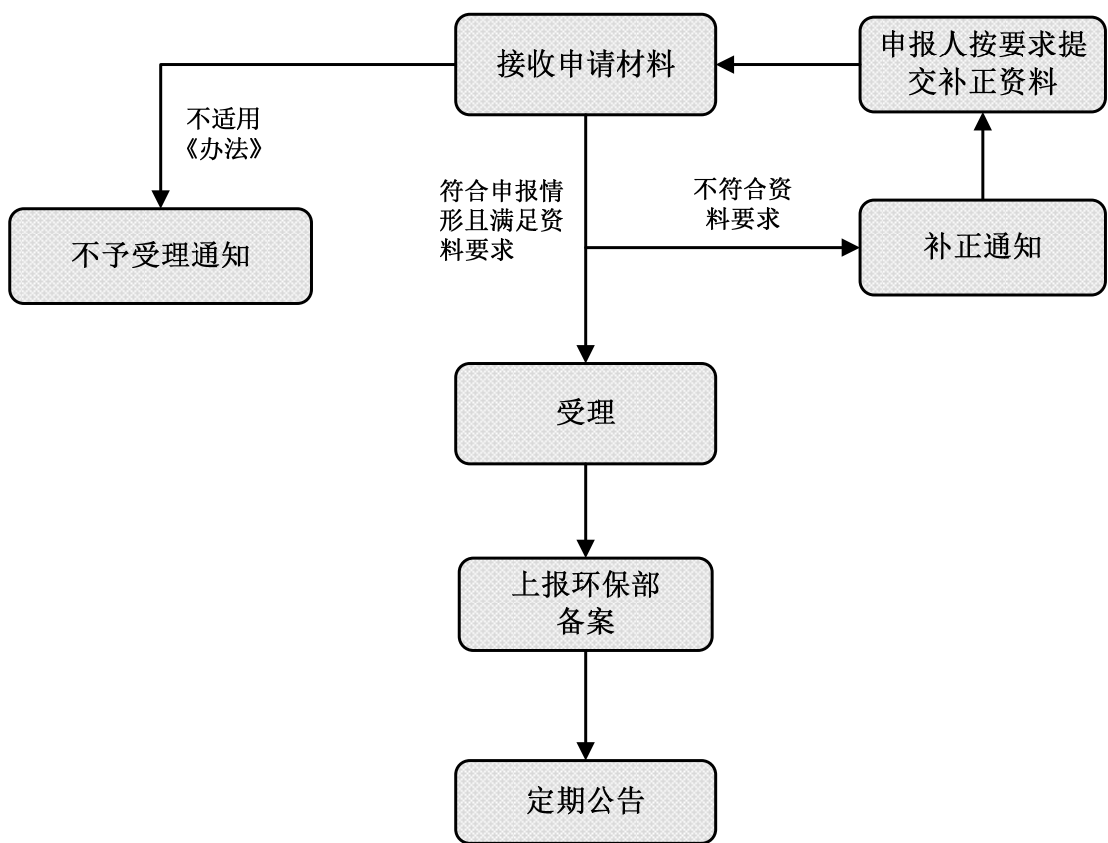 接收申请材料
申报人按要求提
交补正资料
不适用
《办法》
符合申报情
形且满足资
料要求
不符合资
料要求
不予受理通知
补正通知
受理
上报环保部
备案
定期公告